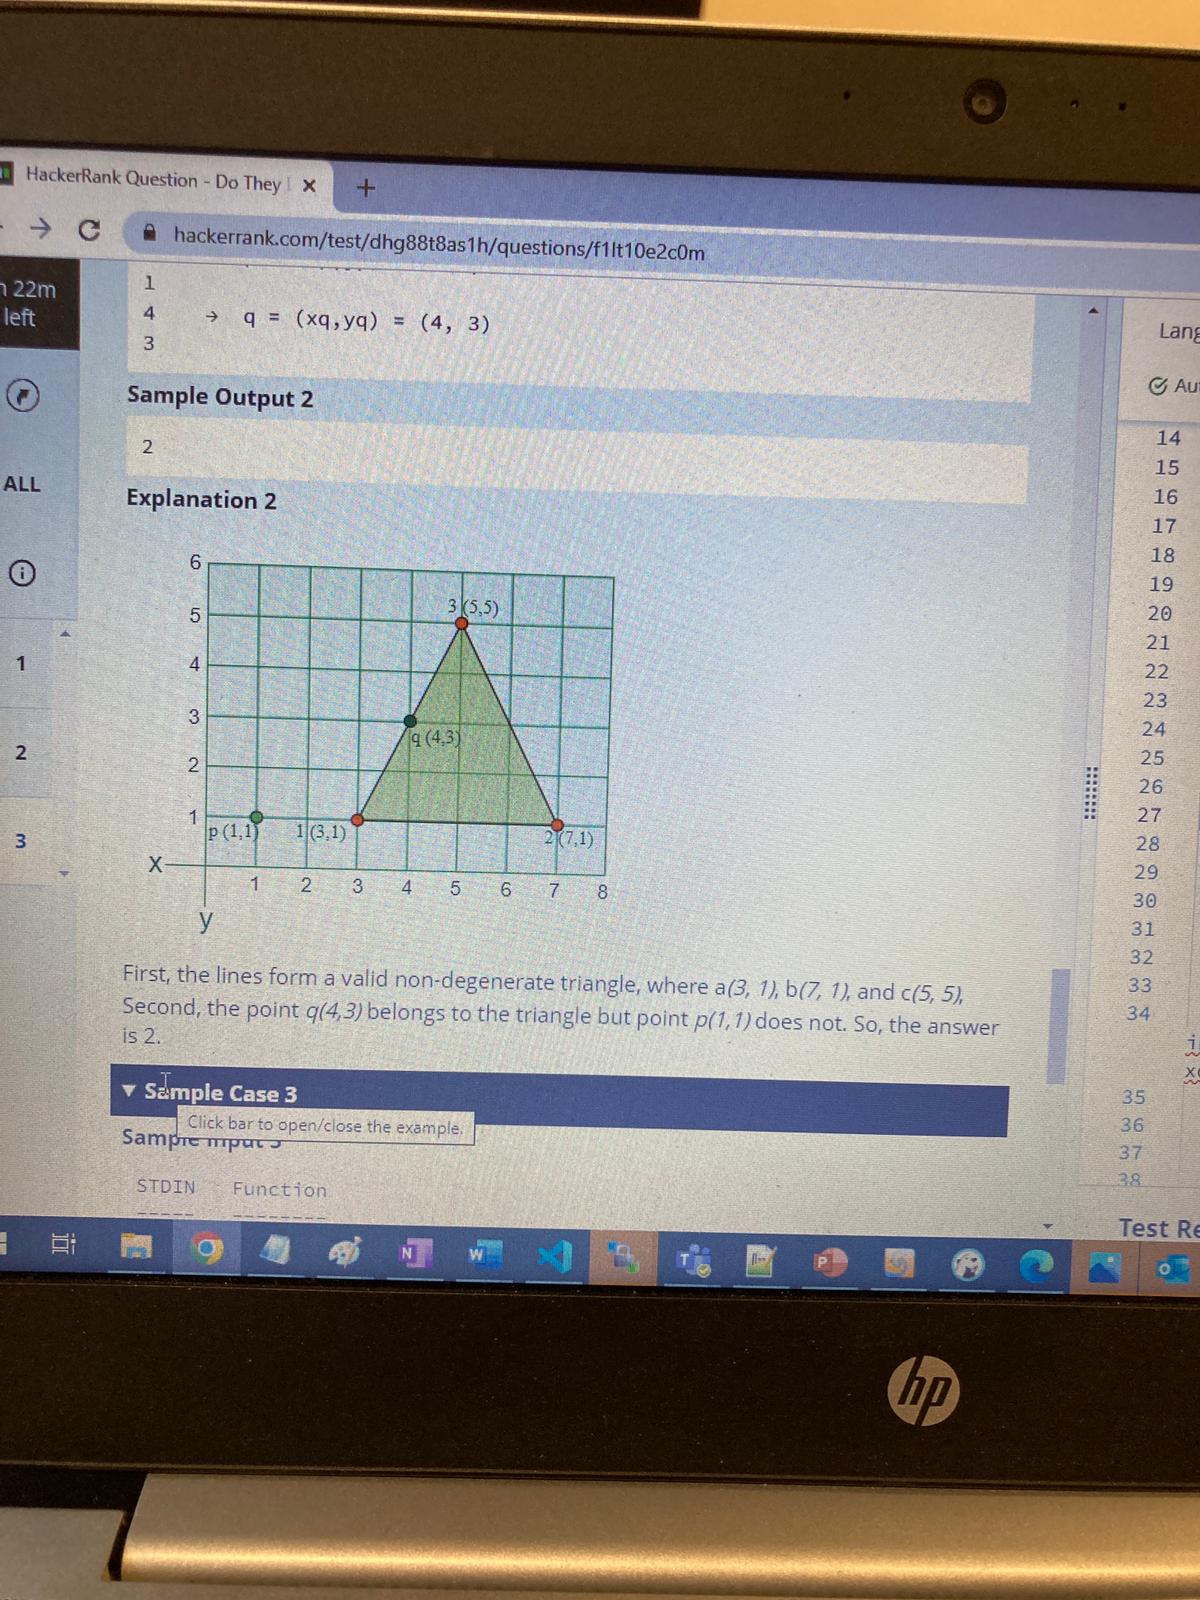 HackerRank Question - Do They
hackerrank.com/test/dhg88t8as1h/questions/f1lt10e2c0m
22m
left
ALL
1
2
3
1
4 → q = (xq,yq) = (4, 3)
3
Sample Output 2
2
Explanation 2
6
5
4
3
2
1
3 (5,5)
q (4,3)
p (1,1)
1 (3,1)
2 (7,1)
X
1 2 3 4 5 6 7 8
y
First, the lines form a valid non-degenerate triangle, where a(3, 1), b(7, 1), and c(5, 5),
Second, the point q(4,3) belongs to the triangle but point p(1,1) does not. So, the answer
is 2.
Sample Case 3
Click bar to open/close the example.
Sample Input 3
STDIN Function
----- --------
Lang
Au
14
15
16
17
18
19
20
21
22
23
24
25
26
27
28
29
30
31
32
33
34
35
36
37
38
Test Re
hp